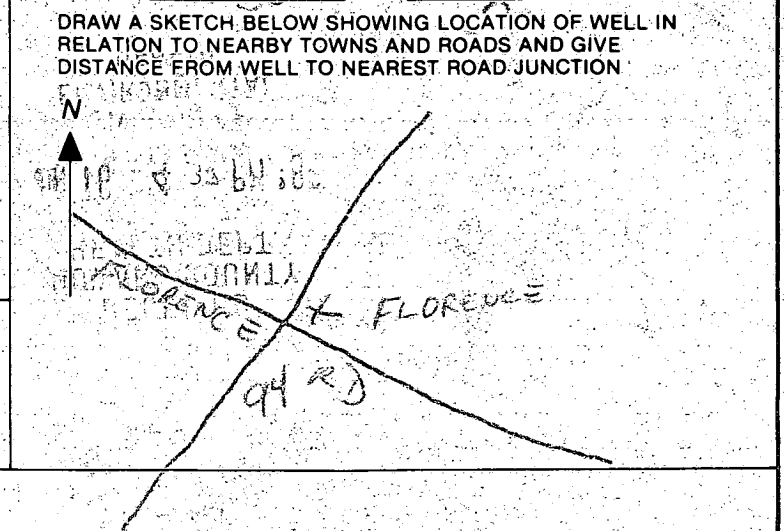 DRAW A SKETCH BELOW SHOWING LOCATION OF WELL IN
RELATION TO NEARBY TOWNS AND ROADS AND GIVE
DISTANCE FROM WELL TO NEAREST ROAD JUNCTION
N
FLORENCE
X FLORENCE
94 RD